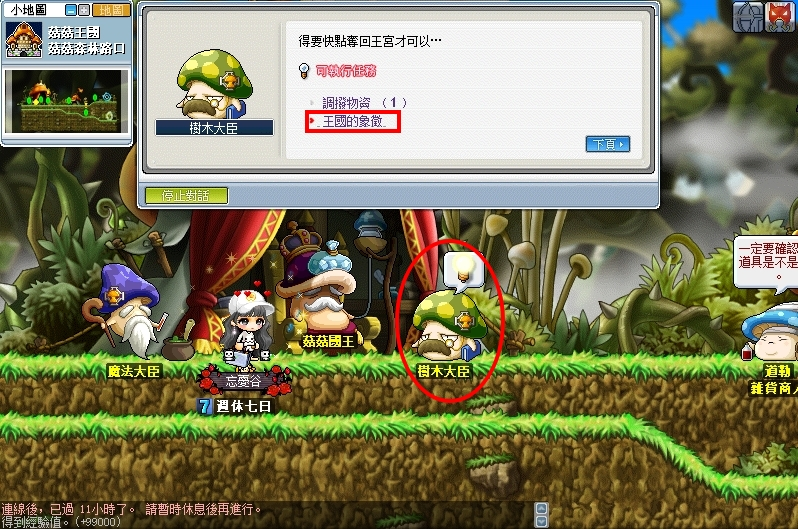 小地圖
地圖
菇菇王國
菇菇森林路口
得要快點奪回王宮才可以…
可執行任務
調撥物資 （1）
王國的象徵
樹木大臣
下頁
停止對話
一定要確認
道具是不是
。
菇菇國王
魔法大臣
樹木大臣
道勒
雜貨商人
忘憂谷
7 週休七日
連線後，已過 11小時了。 請暫時休息後再進行。
得到經驗值。(+99000)